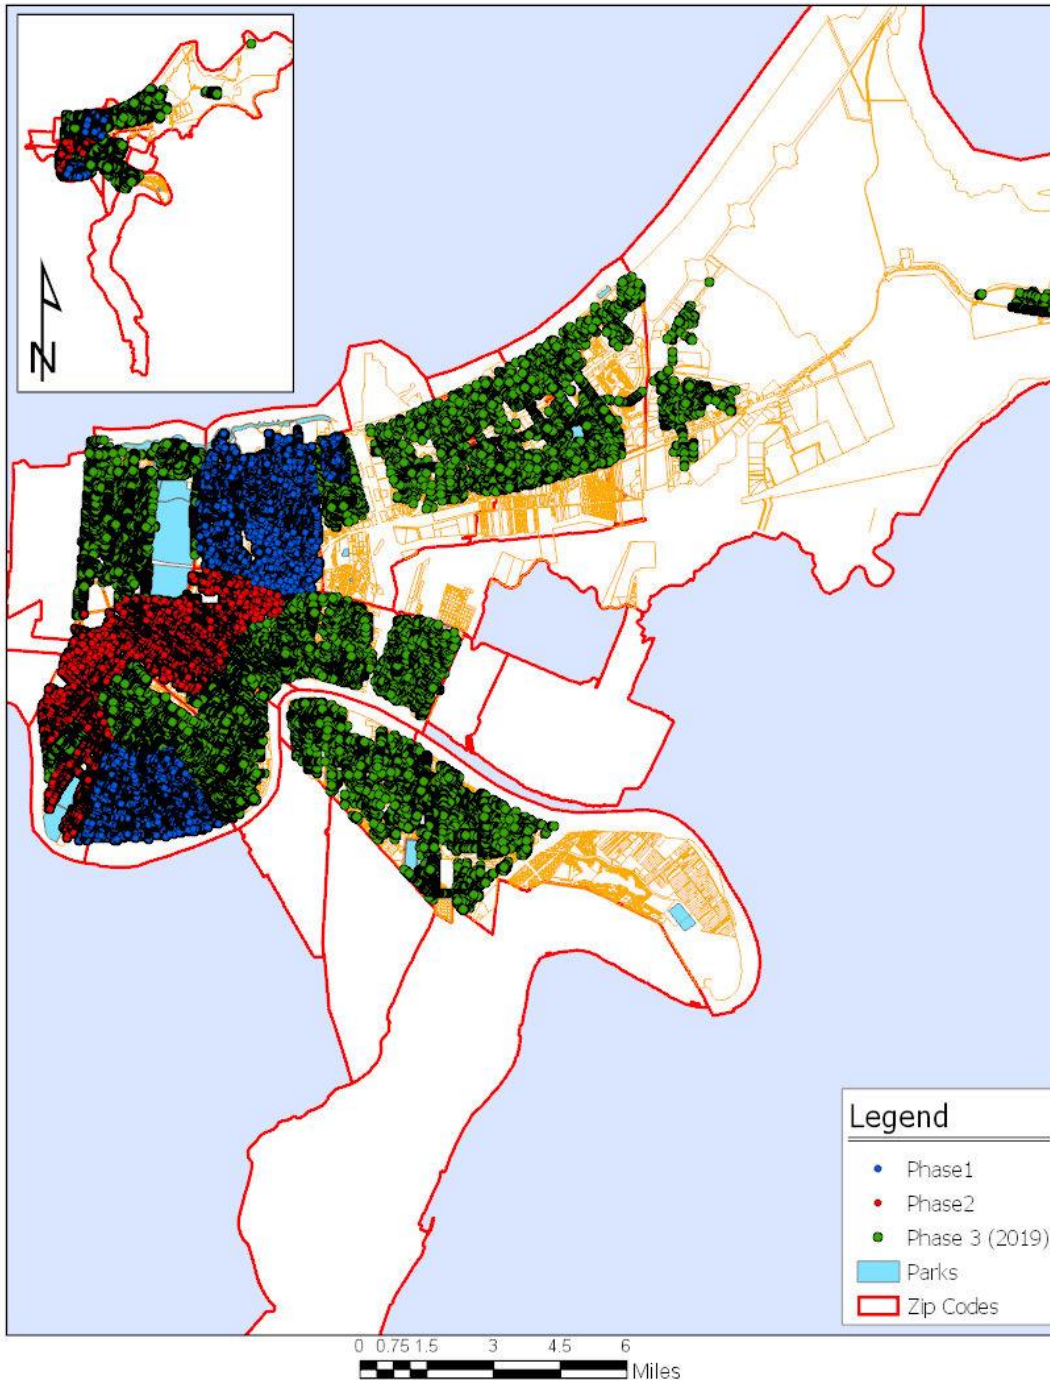 N
Legend
Phase1
Phase2
Phase 3 (2019)
Parks
Zip Codes
0 0.75 1.5 3 4.5 6
Miles